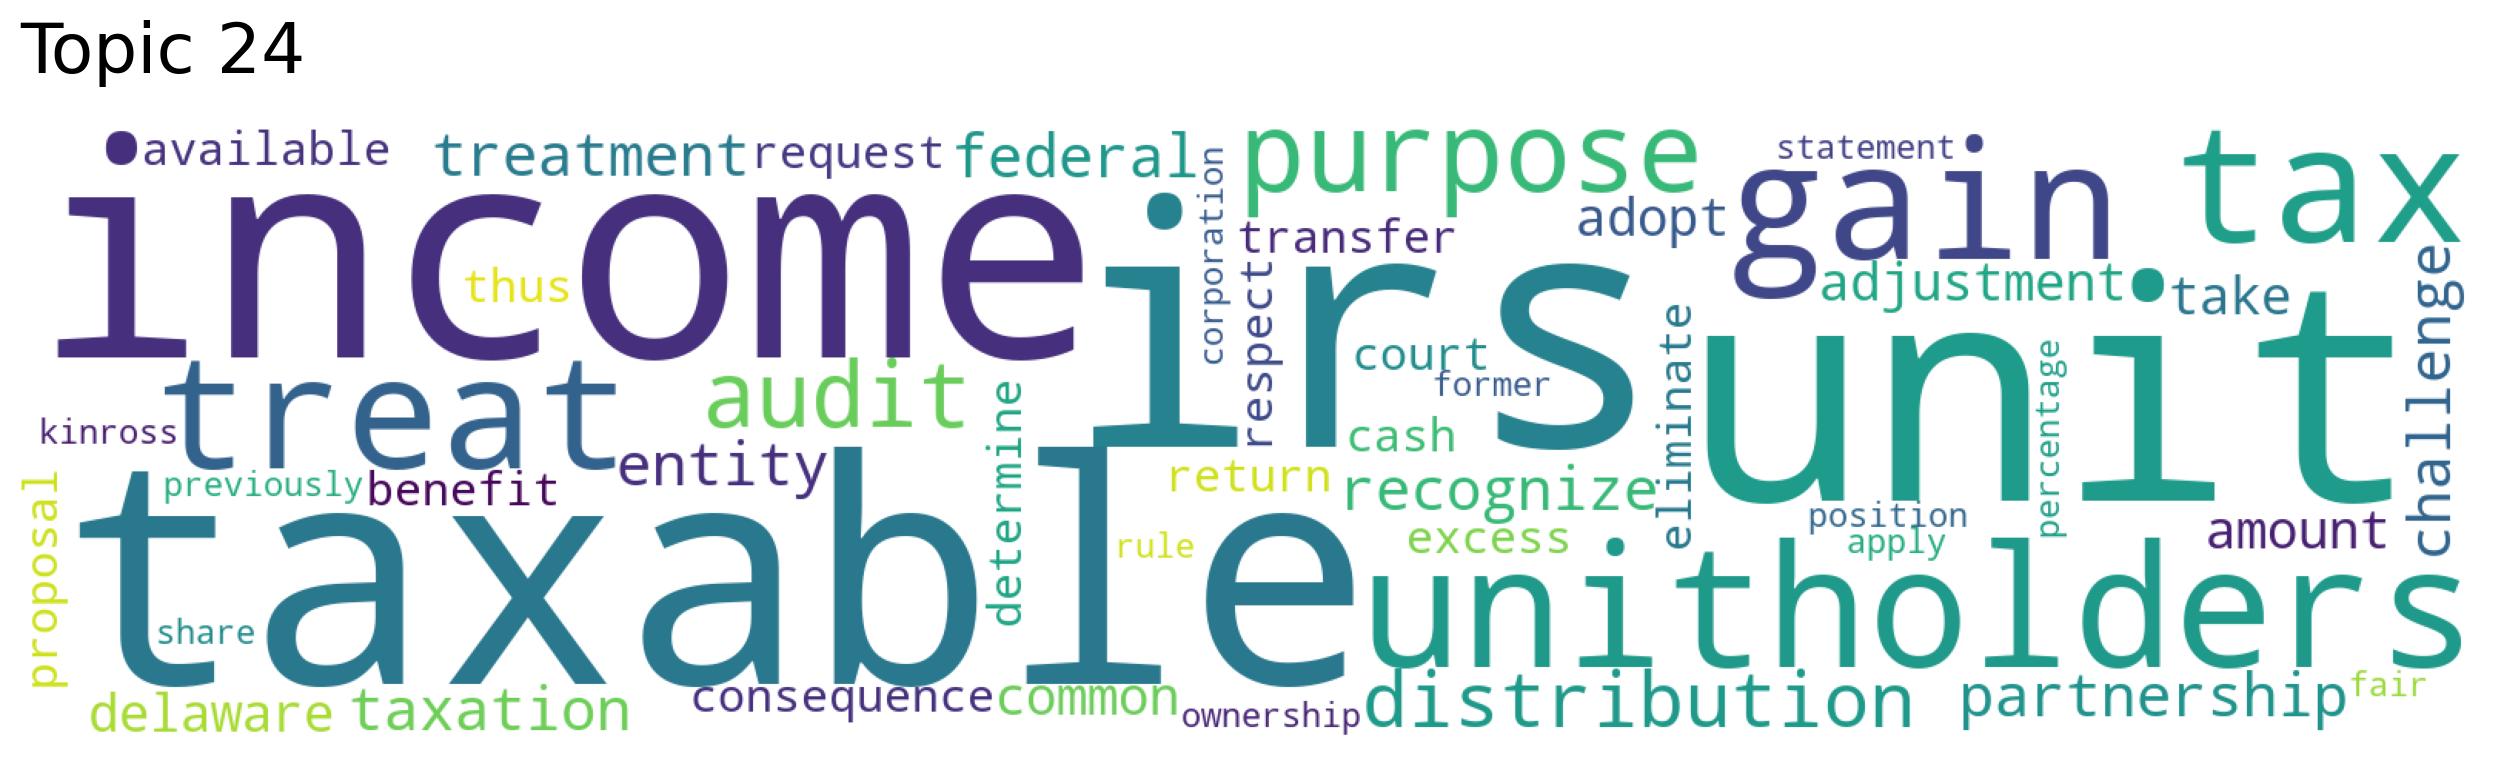 Topic 24
available
treatment
request
federal
purpose
statement
tax
income
thus
corporation
transfer
adopt
gain
irs
respect
adjustment
take
challenge
court
former
eliminate
unit
percentage
treat
audit
cash
kinross
entity
determine
return
recognize
previously
benefit
position
amount
proposal
taxable
rule
excess
apply
share
unitholders
delaware
taxation
consequence
common
ownership
distribution
partnership
fair